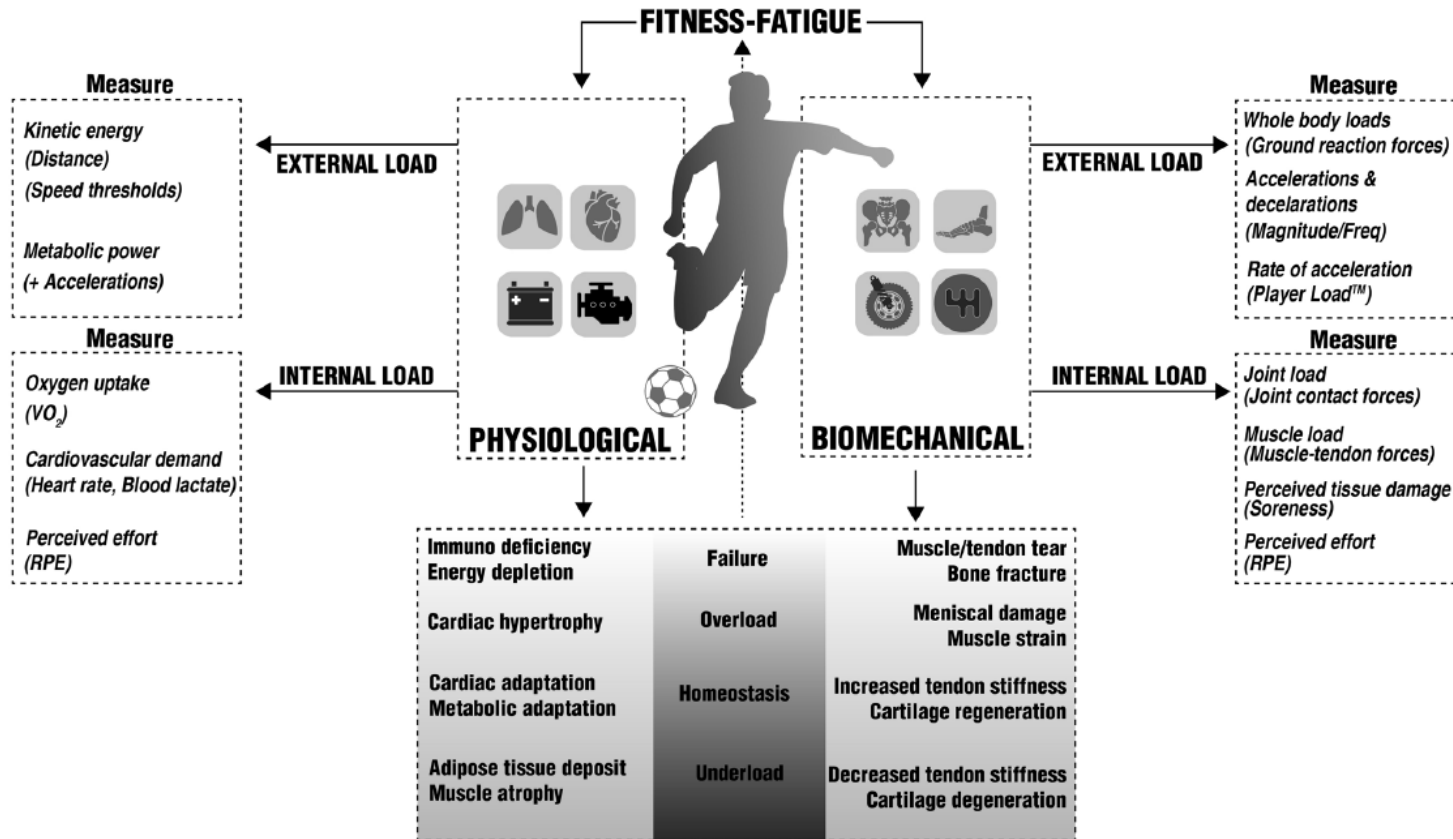 FITNESS-FATIGUE
Measure
Kinetic energy
(Distance)
(Speed thresholds)
Metabolic power
(+ Accelerations)
EXTERNAL LOAD
Measure
Oxygen uptake
(VO₂)
Cardiovascular demand
(Heart rate, Blood lactate)
Perceived effort
(RPE)
INTERNAL LOAD
PHYSIOLOGICAL
BIOMECHANICAL
EXTERNAL LOAD
Measure
Whole body loads
(Ground reaction forces)
Accelerations &
decelarations
(Magnitude/Freq)
Rate of acceleration
(Player Load™)
INTERNAL LOAD
Measure
Joint load
(Joint contact forces)
Muscle load
(Muscle-tendon forces)
Perceived tissue damage
(Soreness)
Perceived effort
(RPE)
Immuno deficiency
Energy depletion
Failure
Muscle/tendon tear
Bone fracture
Cardiac hypertrophy
Overload
Meniscal damage
Muscle strain
Cardiac adaptation
Metabolic adaptation
Homeostasis
Increased tendon stiffness
Cartilage regeneration
Adipose tissue deposit
Muscle atrophy
Underload
Decreased tendon stiffness
Cartilage degeneration